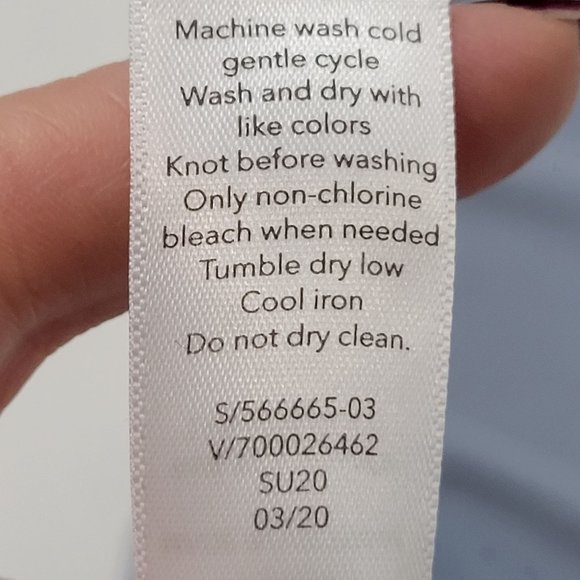 Machine wash cold
gentle cycle
Wash and dry with
like colors
Knot before washing
Only non-chlorine
bleach when needed
Tumble dry low
Cool iron
Do not dry clean.
S/566665-03
V/700026462
SU20
03/20